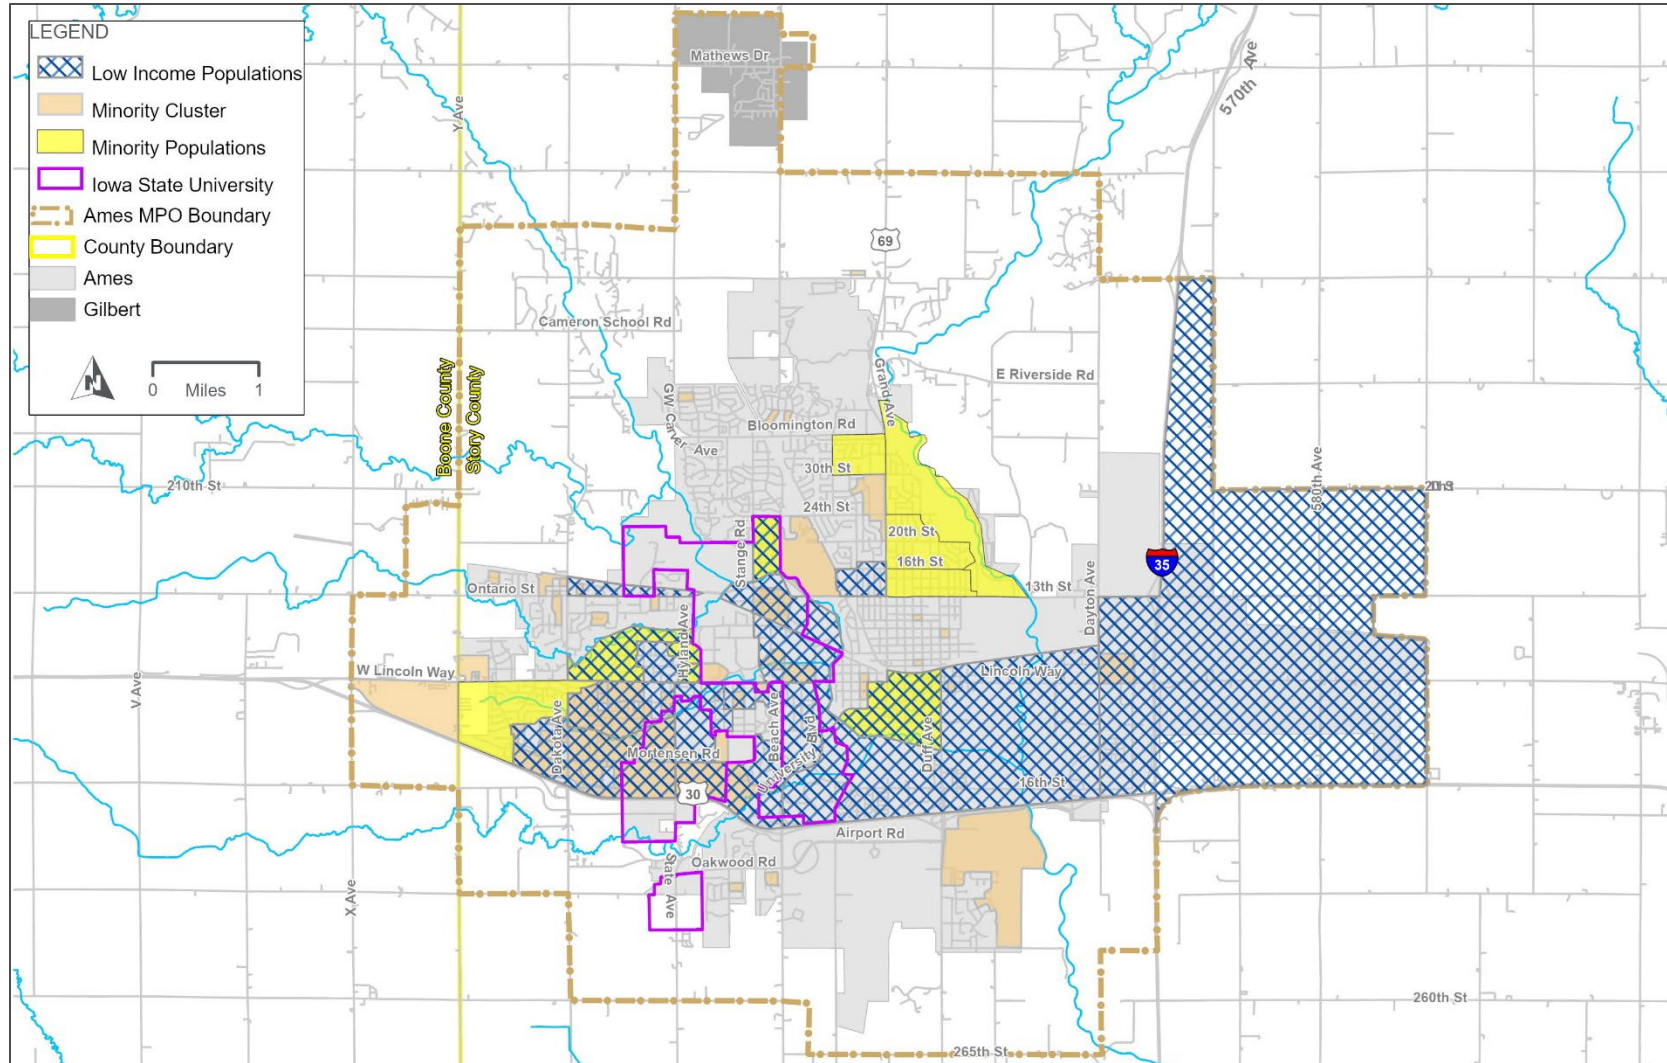 LEGEND
Low Income Populations
Minority Cluster
Minority Populations
Iowa State University
Ames MPO Boundary
County Boundary
Ames
Gilbert
N
0 Miles 1
Mathews Dr
Y Ave
570th Ave
69
Cameron School Rd
Boone County
Story County
GW Carver Ave
Grand Ave
E Riverside Rd
Bloomington Rd
30th St
210th St
24th St
580th Ave
Stange Rd
20th St
16th St
35
Ontario St
13th St
Dayton Ave
Hyland Ave
W Lincoln Way
Lincoln Way
V Ave
Dakota Ave
Beach Ave
Duff Ave
Mortensen Rd
University Blvd
16th St
30
Airport Rd
Oakwood Rd
State Ave
X Ave
260th St
265th St